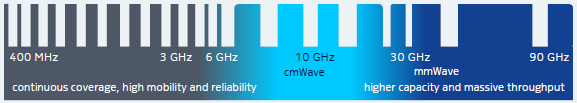 400 MHz 3 GHz 6 GHz 10 GHz 30 GHz 90 GHz
cmWave mmWave
continuous coverage, high mobility and reliability higher capacity and massive throughput